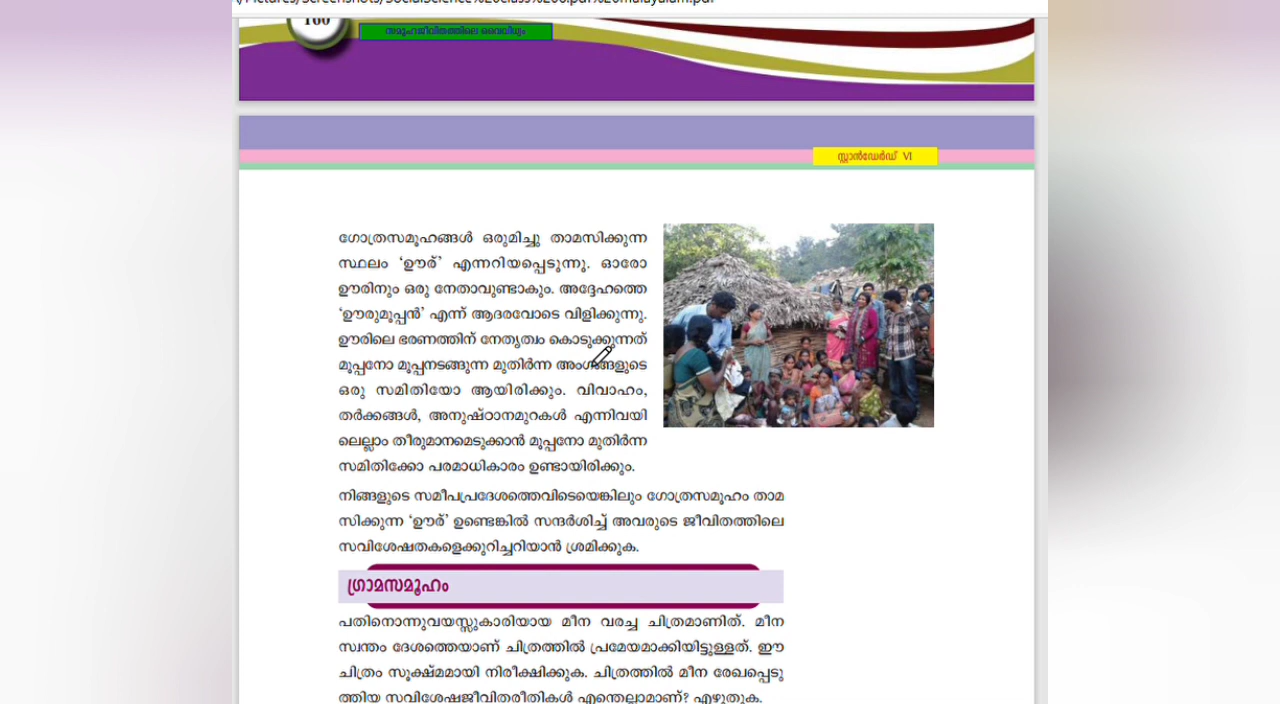 160
സമൂഹജീവിതത്തിലെ വൈവിധ്യം
സ്റ്റാൻഡേർഡ് VI
ഗോത്രസമൂഹങ്ങൾ ഒരുമിച്ചു താമസിക്കുന്ന
സ്ഥലം ‘ഊര്’ എന്നറിയപ്പെടുന്നു. ഓരോ
ഊരിനും ഒരു നേതാവുണ്ടാകും. അദ്ദേഹത്തെ
‘ഊരുമൂപ്പൻ’ എന്ന് ആദരവോടെ വിളിക്കുന്നു.
ഊരിലെ ഭരണത്തിന് നേതൃത്വം കൊടുക്കുന്നത്
മൂപ്പനോ മൂപ്പനടങ്ങുന്ന മുതിർന്ന അംഗങ്ങളുടെ
ഒരു സമിതിയോ ആയിരിക്കും. വിവാഹം,
തർക്കങ്ങൾ, അനുഷ്ഠാനമുറകൾ എന്നിവയി
ലെല്ലാം തീരുമാനമെടുക്കാൻ മൂപ്പനോ മുതിർന്ന
സമിതിക്കോ പരമാധികാരം ഉണ്ടായിരിക്കും.
നിങ്ങളുടെ സമീപപ്രദേശത്തെവിടെയെങ്കിലും ഗോത്രസമൂഹം താമ
സിക്കുന്ന ‘ഊര്’ ഉണ്ടെങ്കിൽ സന്ദർശിച്ച് അവരുടെ ജീവിതത്തിലെ
സവിശേഷതകളെക്കുറിച്ചറിയാൻ ശ്രമിക്കുക.
ഗ്രാമസമൂഹം
പതിനൊന്നുവയസ്സുകാരിയായ മീന വരച്ച ചിത്രമാണിത്. മീന
സ്വന്തം ദേശത്തെയാണ് ചിത്രത്തിൽ പ്രമേയമാക്കിയിട്ടുള്ളത്. ഈ
ചിത്രം സൂക്ഷ്മമായി നിരീക്ഷിക്കുക. ചിത്രത്തിൽ മീന രേഖപ്പെടു
ത്തിയ സവിശേഷജീവിതരീതികൾ എന്തെല്ലാമാണ്? എഴുതുക.